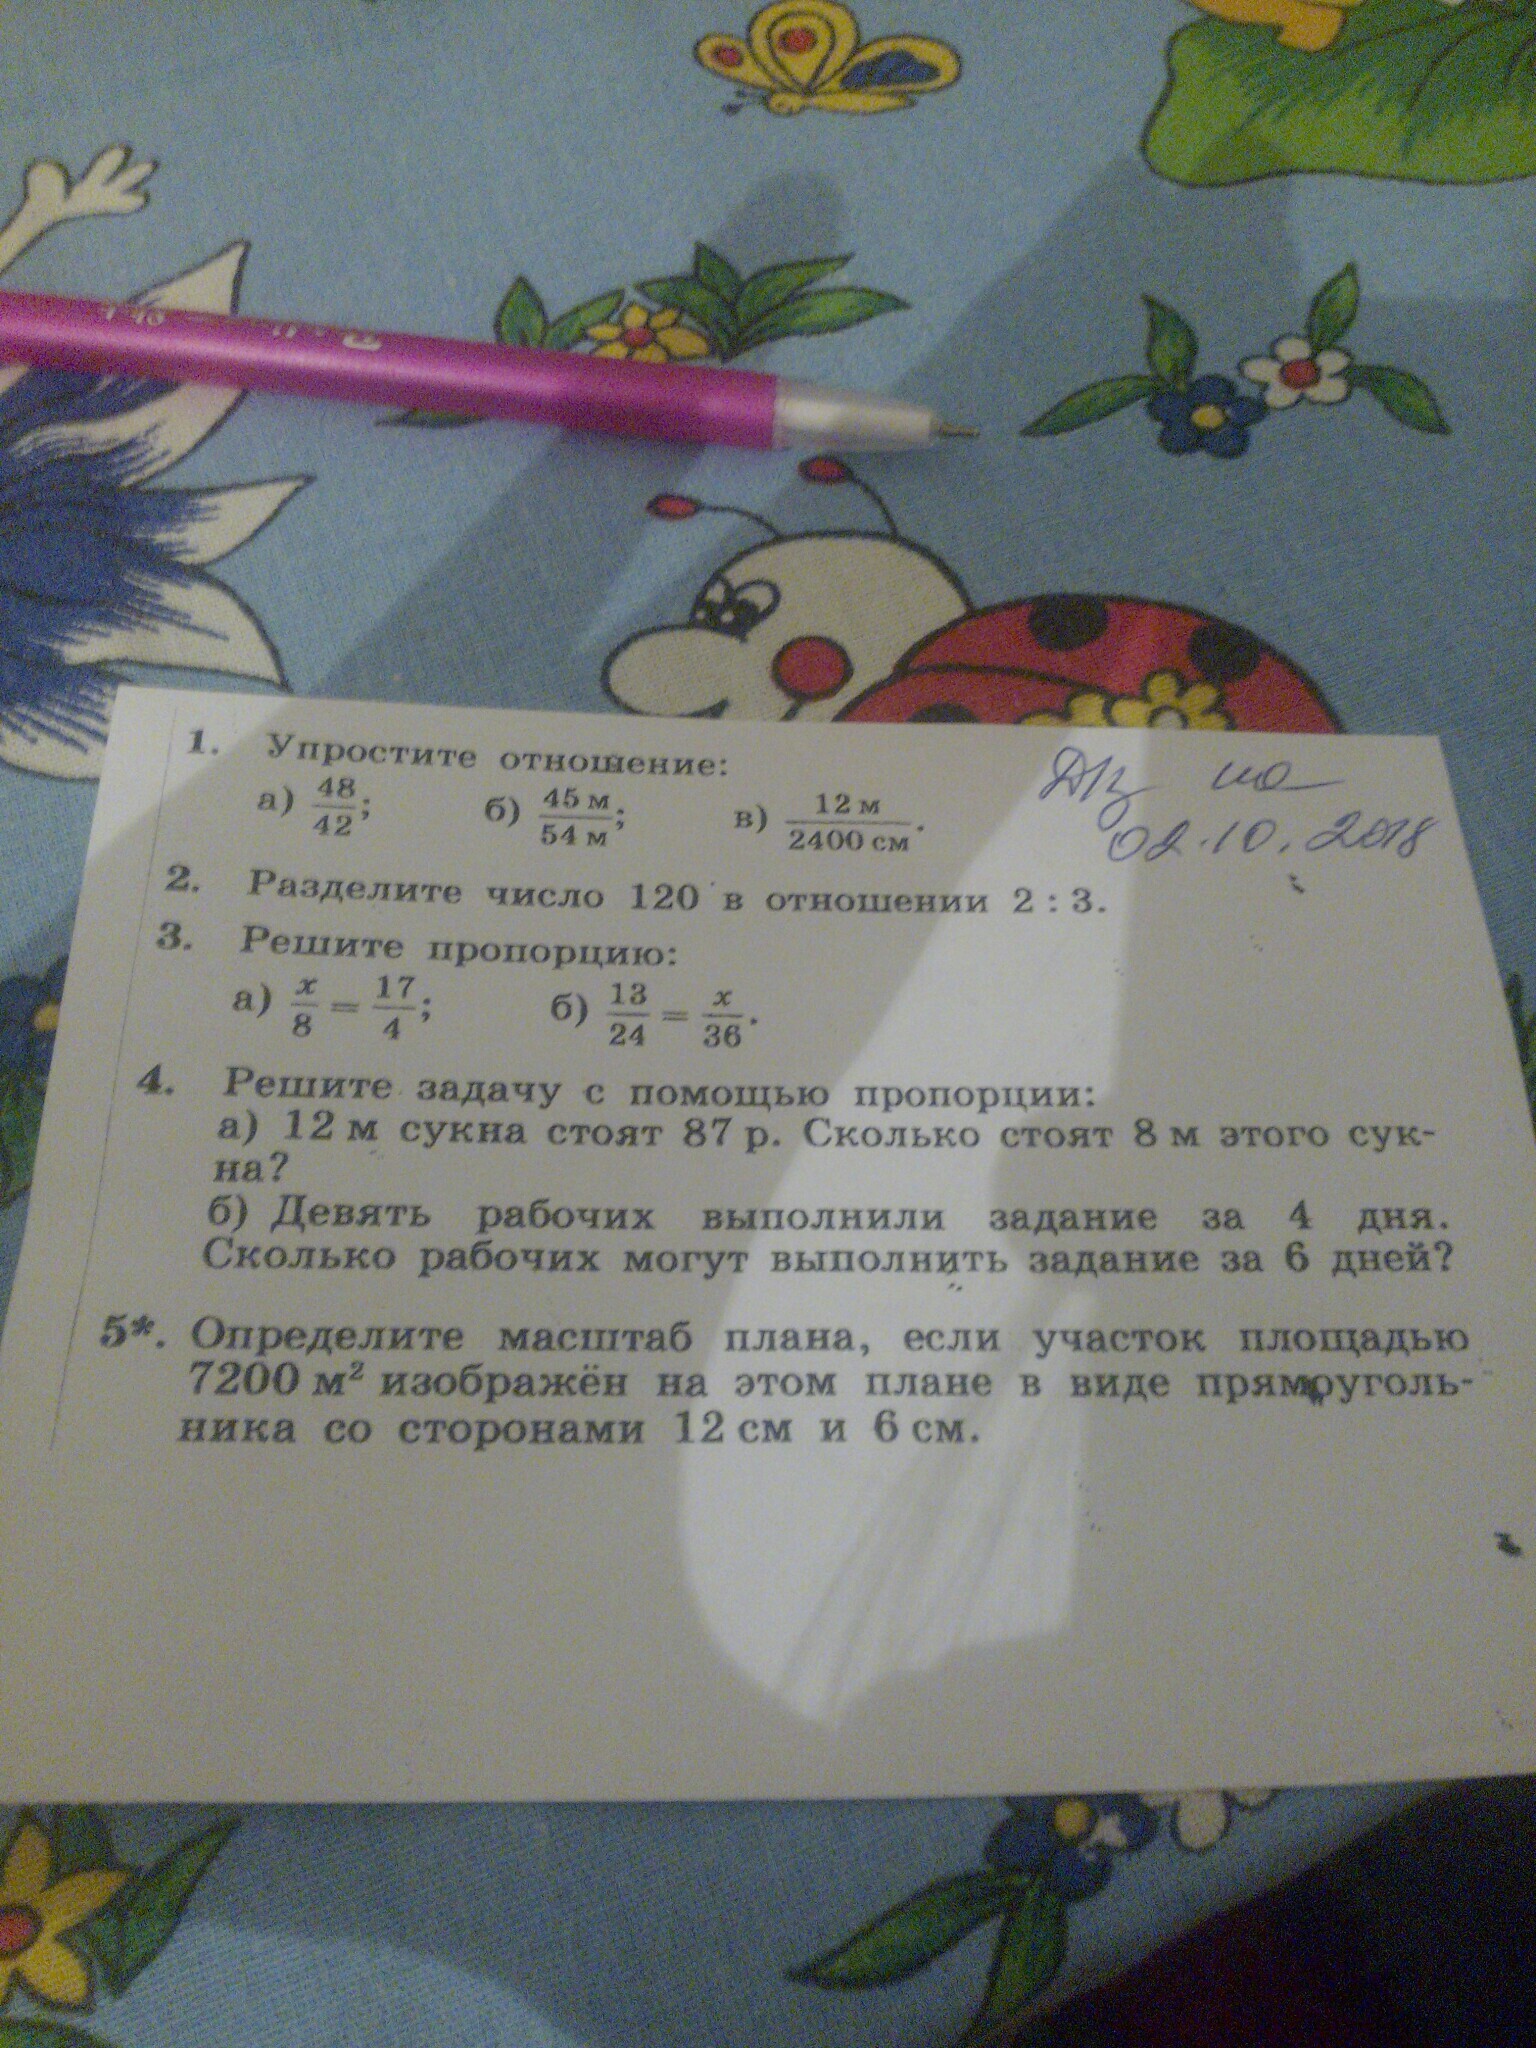 1. Упростите отношение:
а) 48/42; б) 45 м/54 м; в) 12 м/2400 см.
ДЗ на
02.10.2018
2. Разделите число 120 в отношении 2 : 3.
3. Решите пропорцию:
а) x/8 = 17/4; б) 13/24 = x/36.
4. Решите задачу с помощью пропорции:
а) 12 м сукна стоят 87 р. Сколько стоят 8 м этого сук-
на?
б) Девять рабочих выполнили задание за 4 дня.
Сколько рабочих могут выполнить задание за 6 дней?
5*. Определите масштаб плана, если участок площадью
7200 м² изображён на этом плане в виде прямоуголь-
ника со сторонами 12 см и 6 см.